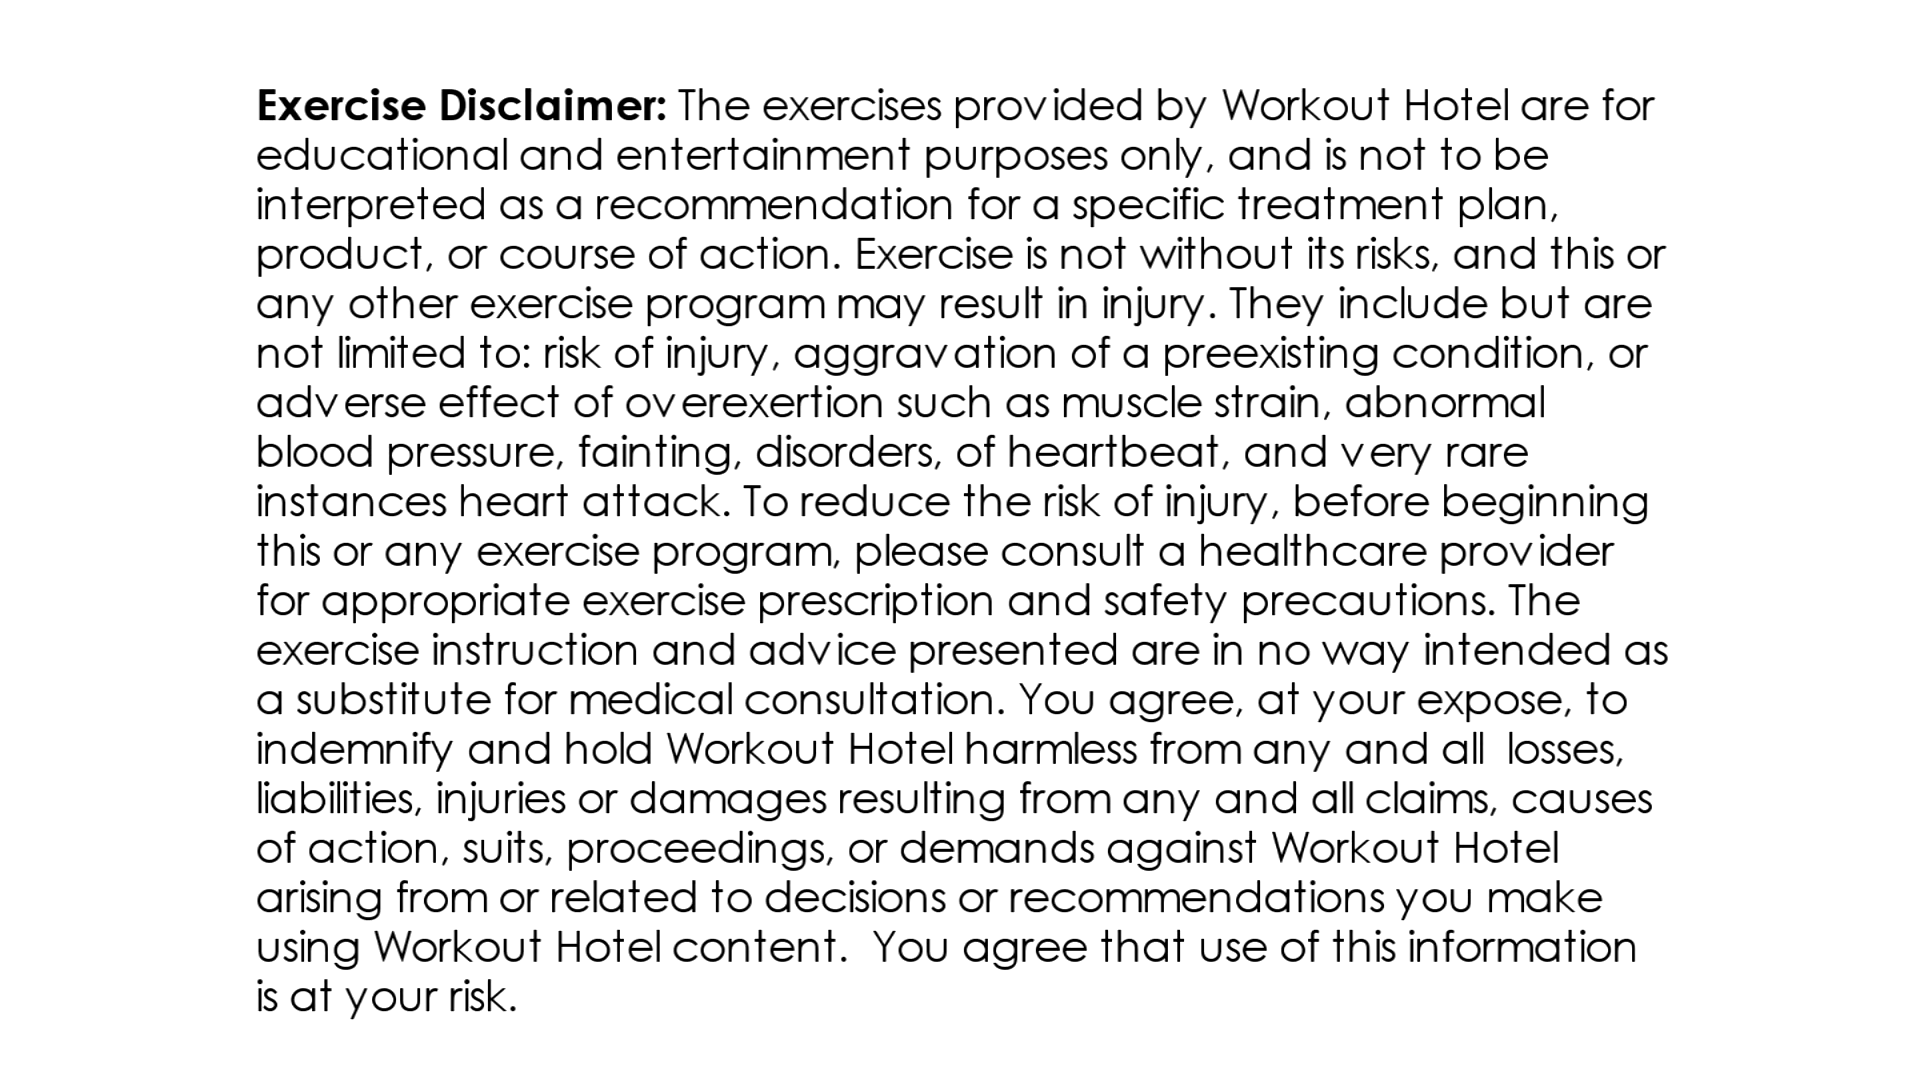 Exercise Disclaimer: The exercises provided by Workout Hotel are for
educational and entertainment purposes only, and is not to be
interpreted as a recommendation for a specific treatment plan,
product, or course of action. Exercise is not without its risks, and this or
any other exercise program may result in injury. They include but are
not limited to: risk of injury, aggravation of a preexisting condition, or
adverse effect of overexertion such as muscle strain, abnormal
blood pressure, fainting, disorders, of heartbeat, and very rare
instances heart attack. To reduce the risk of injury, before beginning
this or any exercise program, please consult a healthcare provider
for appropriate exercise prescription and safety precautions. The
exercise instruction and advice presented are in no way intended as
a substitute for medical consultation. You agree, at your expose, to
indemnify and hold Workout Hotel harmless from any and all  losses,
liabilities, injuries or damages resulting from any and all claims, causes
of action, suits, proceedings, or demands against Workout Hotel
arising from or related to decisions or recommendations you make
using Workout Hotel content.  You agree that use of this information
is at your risk.